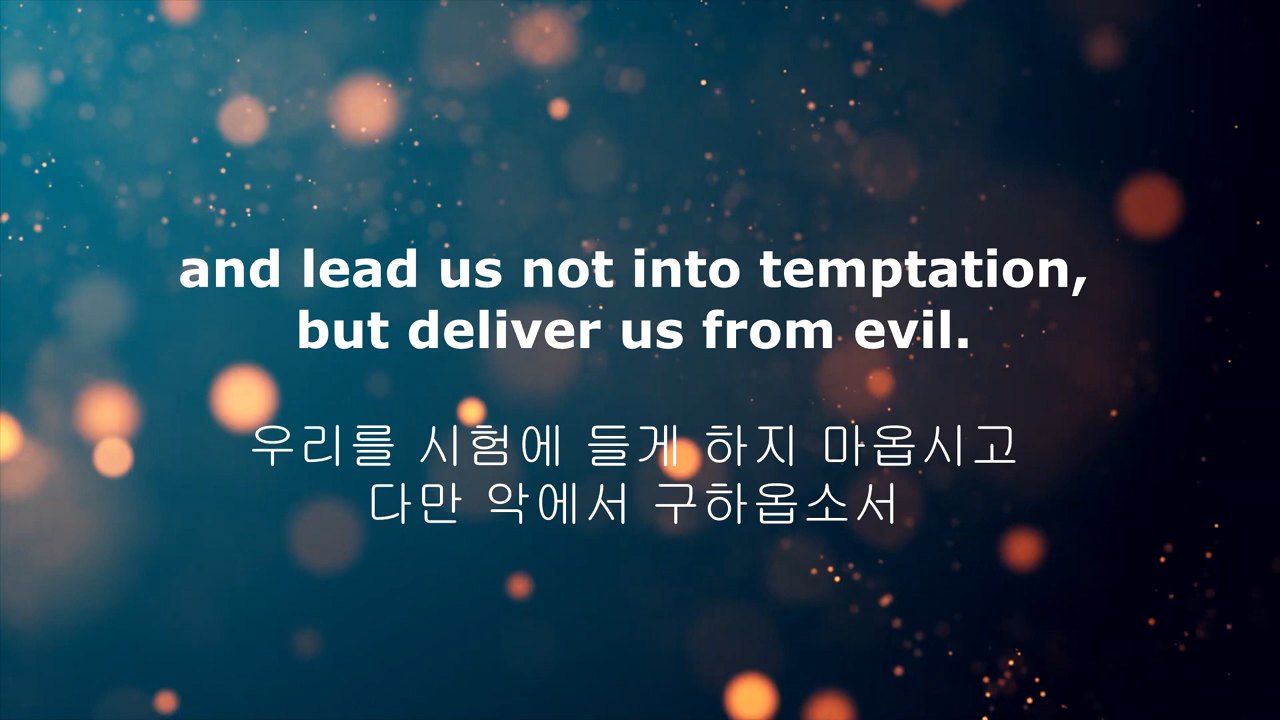 and lead us not into temptation,
but deliver us from evil.
우리를 시험에 들게 하지 마옵시고
다만 악에서 구하옵소서